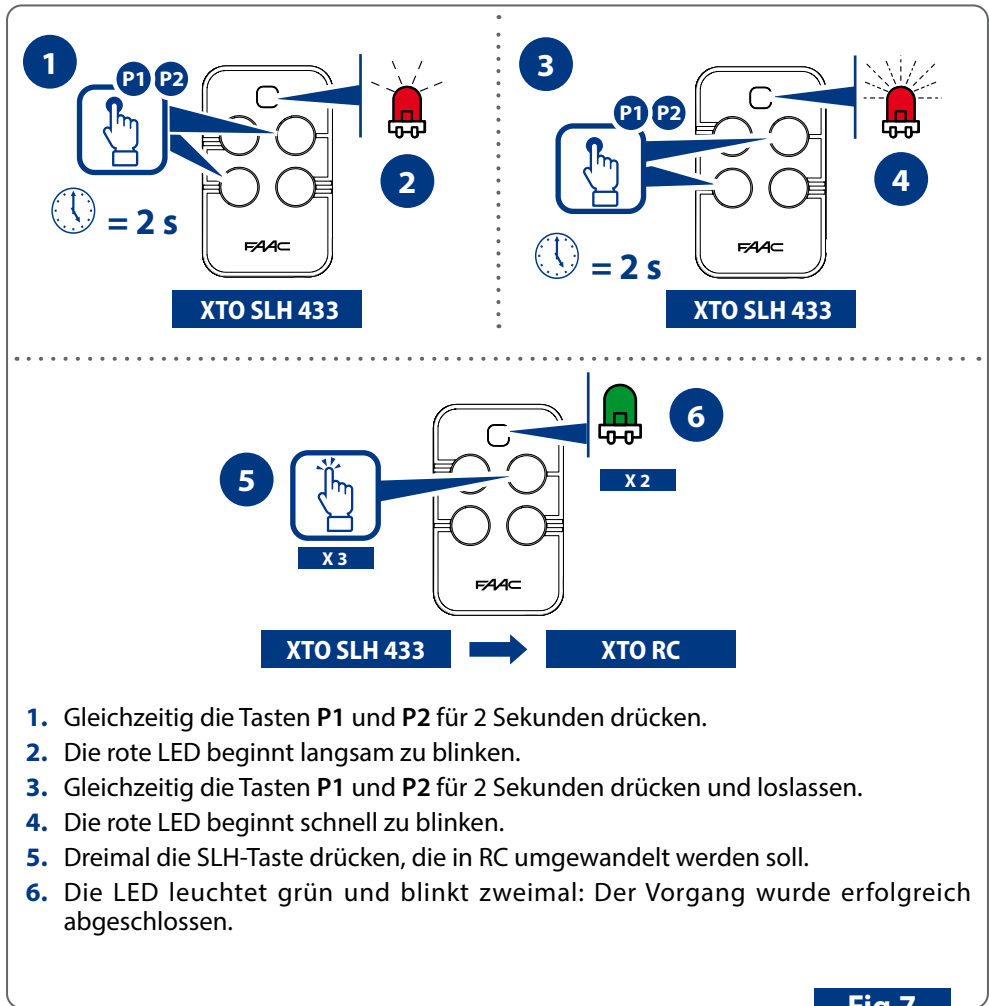 1
P1 P2
2
= 2 s
FAAC
XTO SLH 433
3
P1 P2
4
= 2 s
FAAC
XTO SLH 433
6
X 2
5
X 3
FAAC
XTO SLH 433
XTO RC
1. Gleichzeitig die Tasten P1 und P2 für 2 Sekunden drücken.
2. Die rote LED beginnt langsam zu blinken.
3. Gleichzeitig die Tasten P1 und P2 für 2 Sekunden drücken und loslassen.
4. Die rote LED beginnt schnell zu blinken.
5. Dreimal die SLH-Taste drücken, die in RC umgewandelt werden soll.
6. Die LED leuchtet grün und blinkt zweimal: Der Vorgang wurde erfolgreich
abgeschlossen.
Fig.7